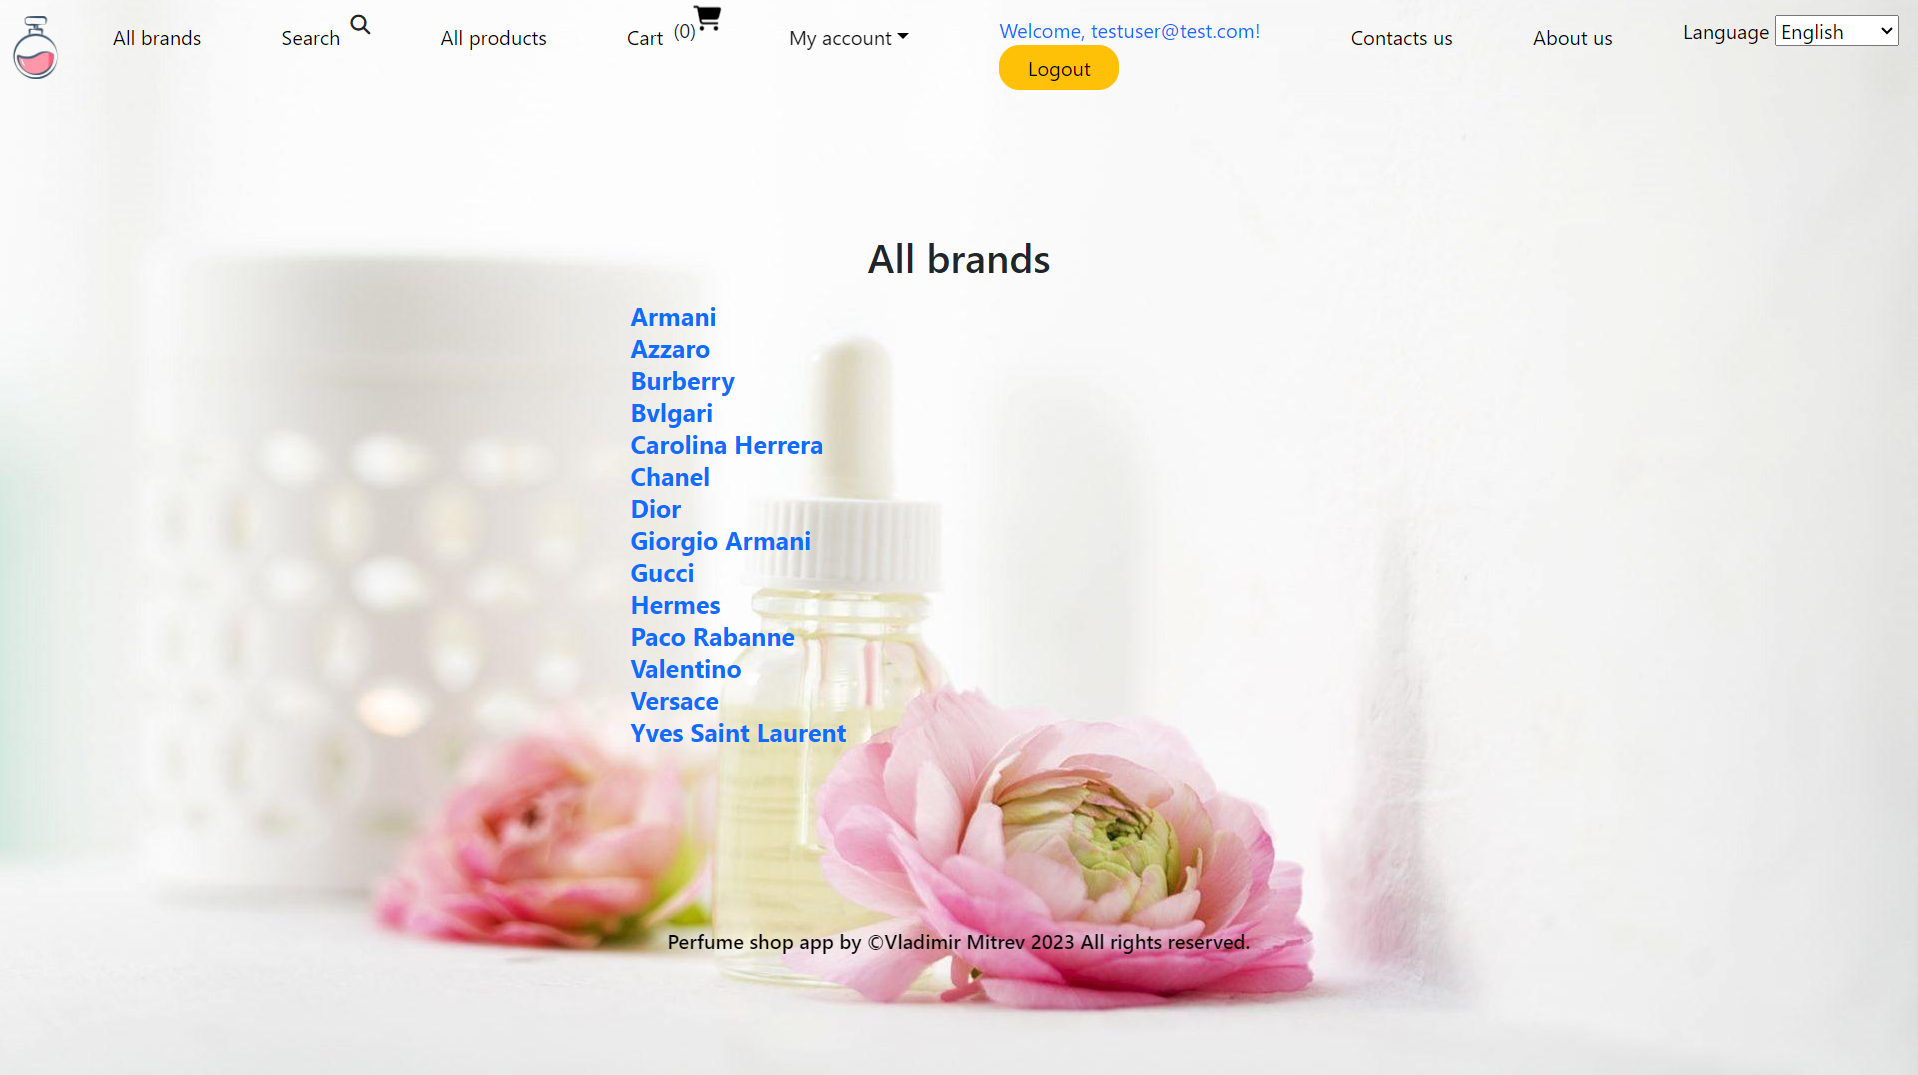 All brands
Search
All products
Cart (0)
My account
Welcome, testuser@test.com!
Logout
Contacts us
About us
Language English
All brands
Armani
Azzaro
Burberry
Bvlgari
Carolina Herrera
Chanel
Dior
Giorgio Armani
Gucci
Hermes
Paco Rabanne
Valentino
Versace
Yves Saint Laurent
Perfume shop app by ©Vladimir Mitrev 2023 All rights reserved.